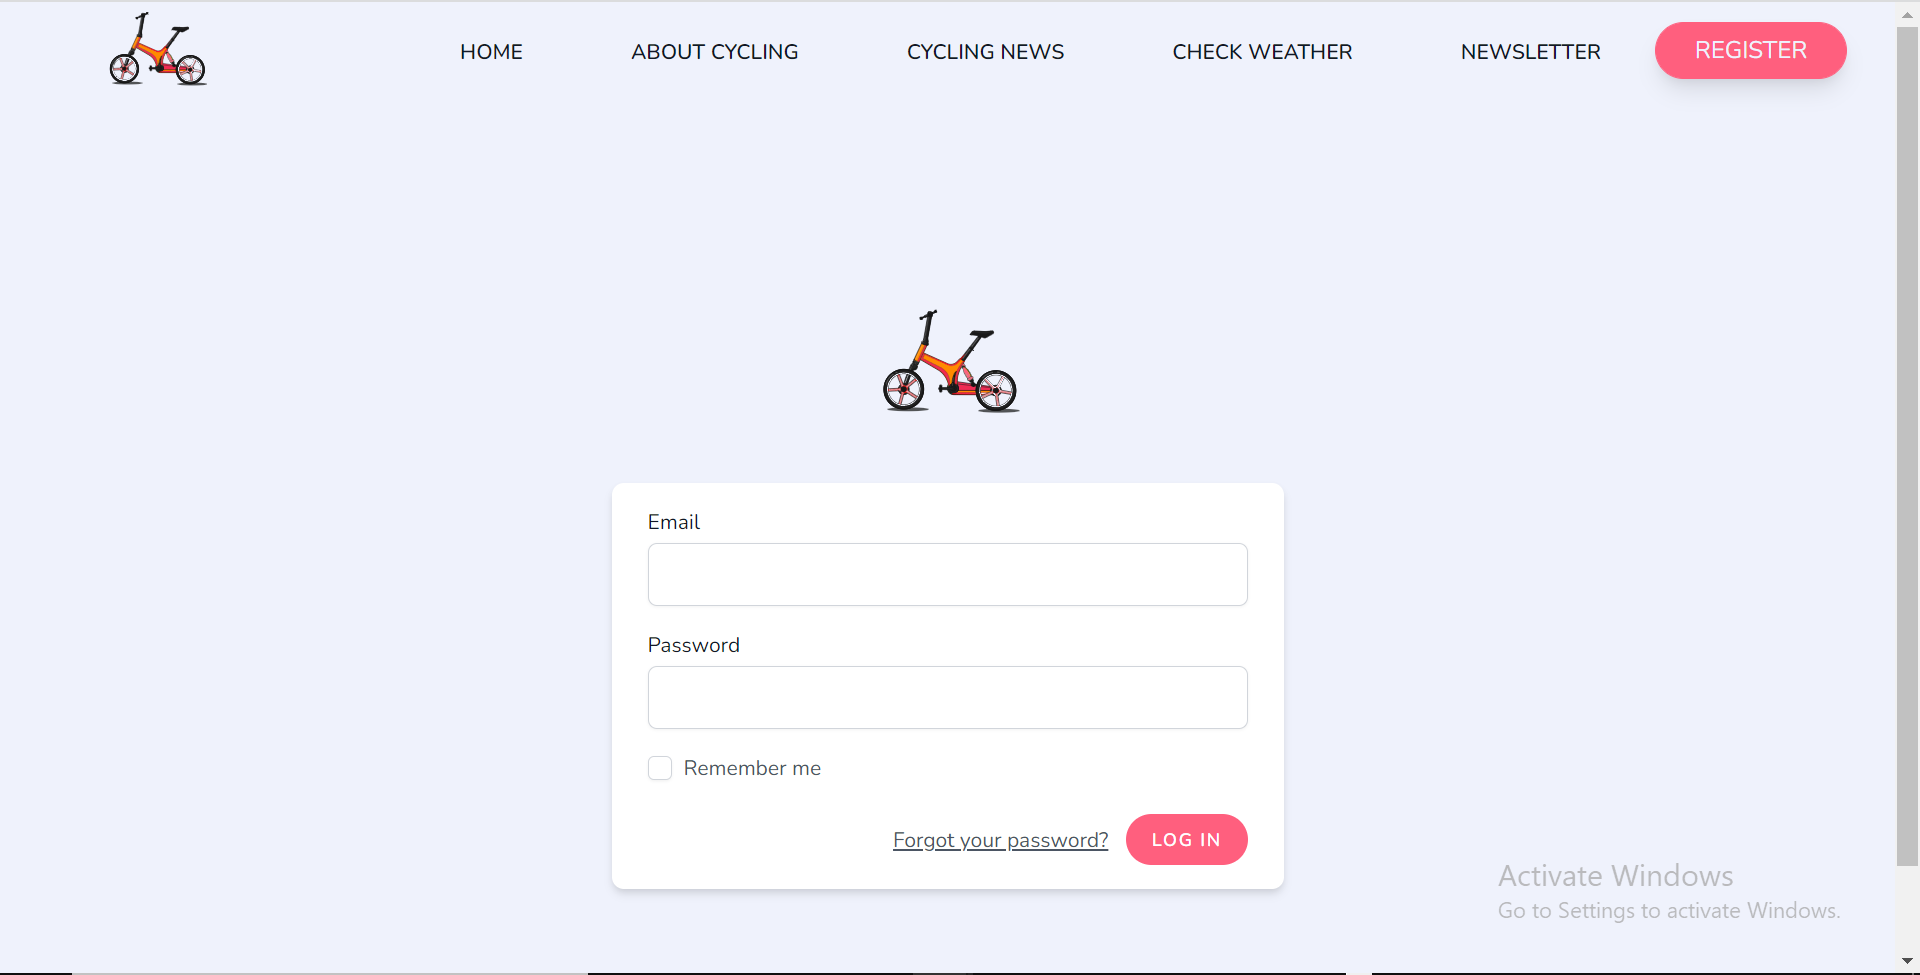 HOME ABOUT CYCLING CYCLING NEWS CHECK WEATHER NEWSLETTER REGISTER
Email
Password
Remember me
Forgot your password? LOG IN
Activate Windows
Go to Settings to activate Windows.